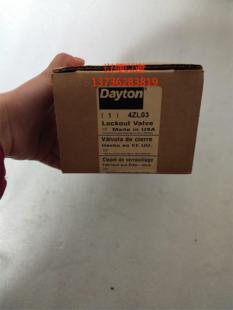 13736283819
Dayton
( 1 ) 4ZL03
Lockout Valve
Made in USA
Válvula de cierre
Hecho en EE.UU.
Clapet de verrouillage